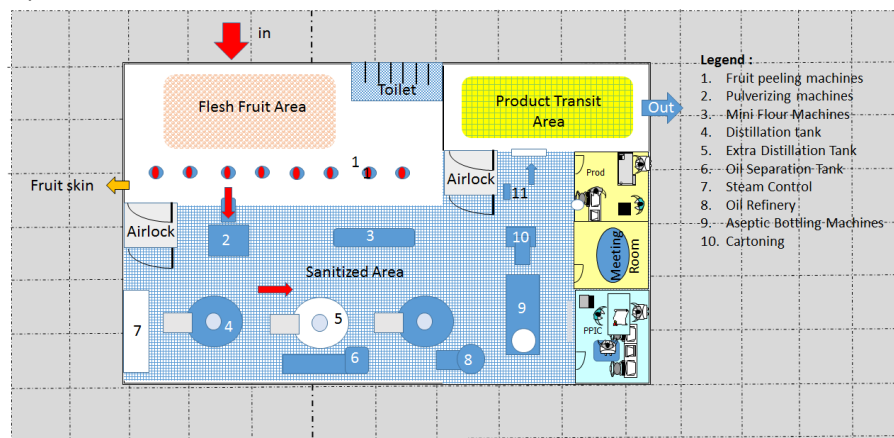 in
Legend :
1. Fruit peeling machines
2. Pulverizing machines
3. Mini Flour Machines
4. Distillation tank
5. Extra Distillation Tank
6. Oil Separation Tank
7. Steam Control
8. Oil Refinery
9. Aseptic Bottling Machines
10. Cartoning
Toilet
Flesh Fruit Area
Product Transit
Area
Out
1
Fruit skin
Airlock
Prod
11
Airlock
2
3
10
Meeting
Room
Sanitized Area
7
4
5
9
PPIC
6
8